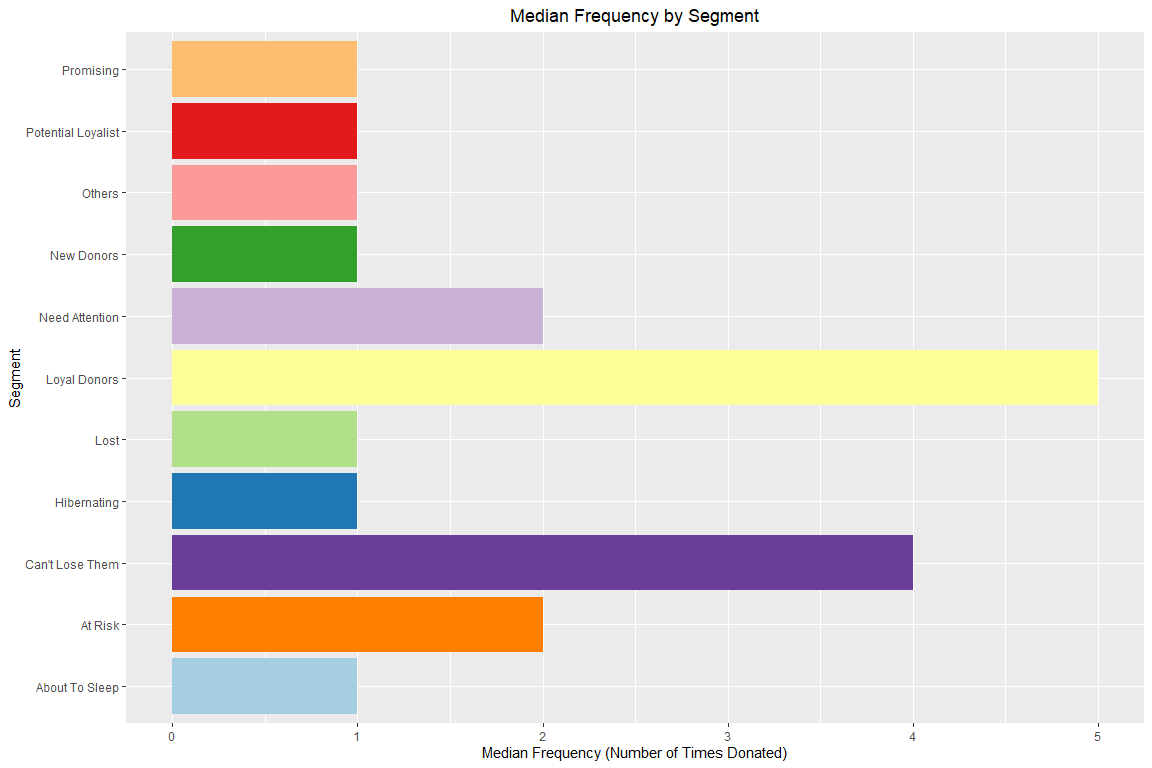 Median Frequency by Segment
Promising
Potential Loyalist
Others
New Donors
Need Attention
Loyal Donors
Lost
Hibernating
Can't Lose Them
At Risk
About To Sleep
Segment
0 1 2 3 4 5
Median Frequency (Number of Times Donated)